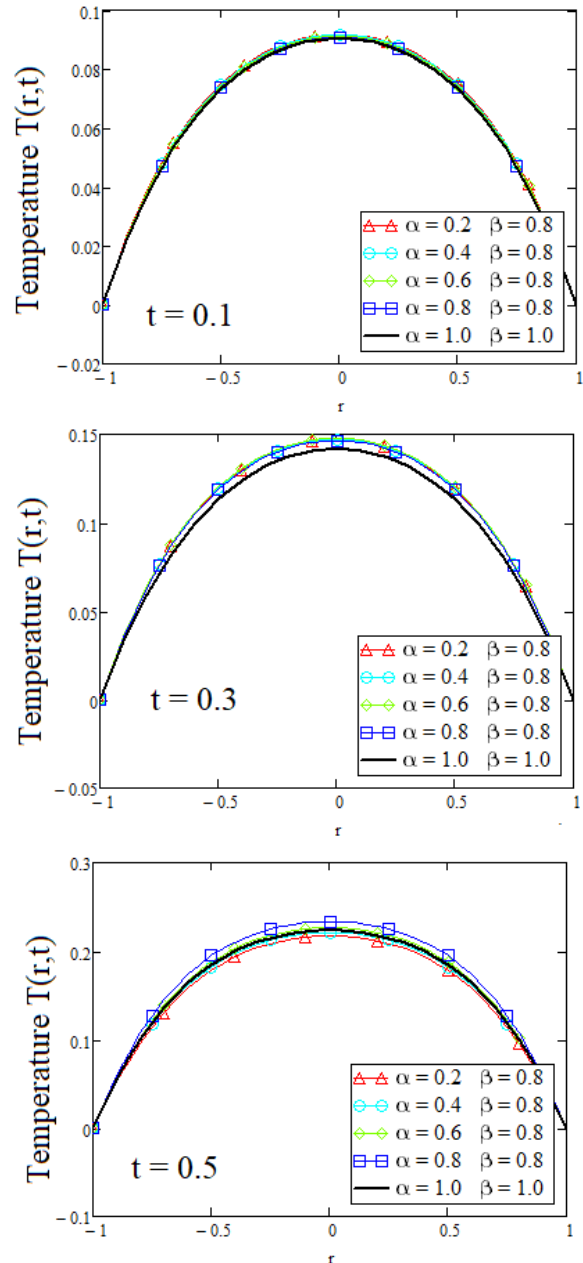 Temperature T(r,t)
0.1
0.08
0.06
0.04
0.02
0
− 0.02
t = 0.1
α = 0.2 β = 0.8
α = 0.4 β = 0.8
α = 0.6 β = 0.8
α = 0.8 β = 0.8
α = 1.0 β = 1.0
− 1 − 0.5 0 0.5 1
r
Temperature T(r,t)
0.15
0.1
0.05
0
− 0.05
t = 0.3
α = 0.2 β = 0.8
α = 0.4 β = 0.8
α = 0.6 β = 0.8
α = 0.8 β = 0.8
α = 1.0 β = 1.0
− 1 − 0.5 0 0.5 1
r
Temperature T(r,t)
0.3
0.2
0.1
0
− 0.1
t = 0.5
α = 0.2 β = 0.8
α = 0.4 β = 0.8
α = 0.6 β = 0.8
α = 0.8 β = 0.8
α = 1.0 β = 1.0
− 1 − 0.5 0 0.5 1
r